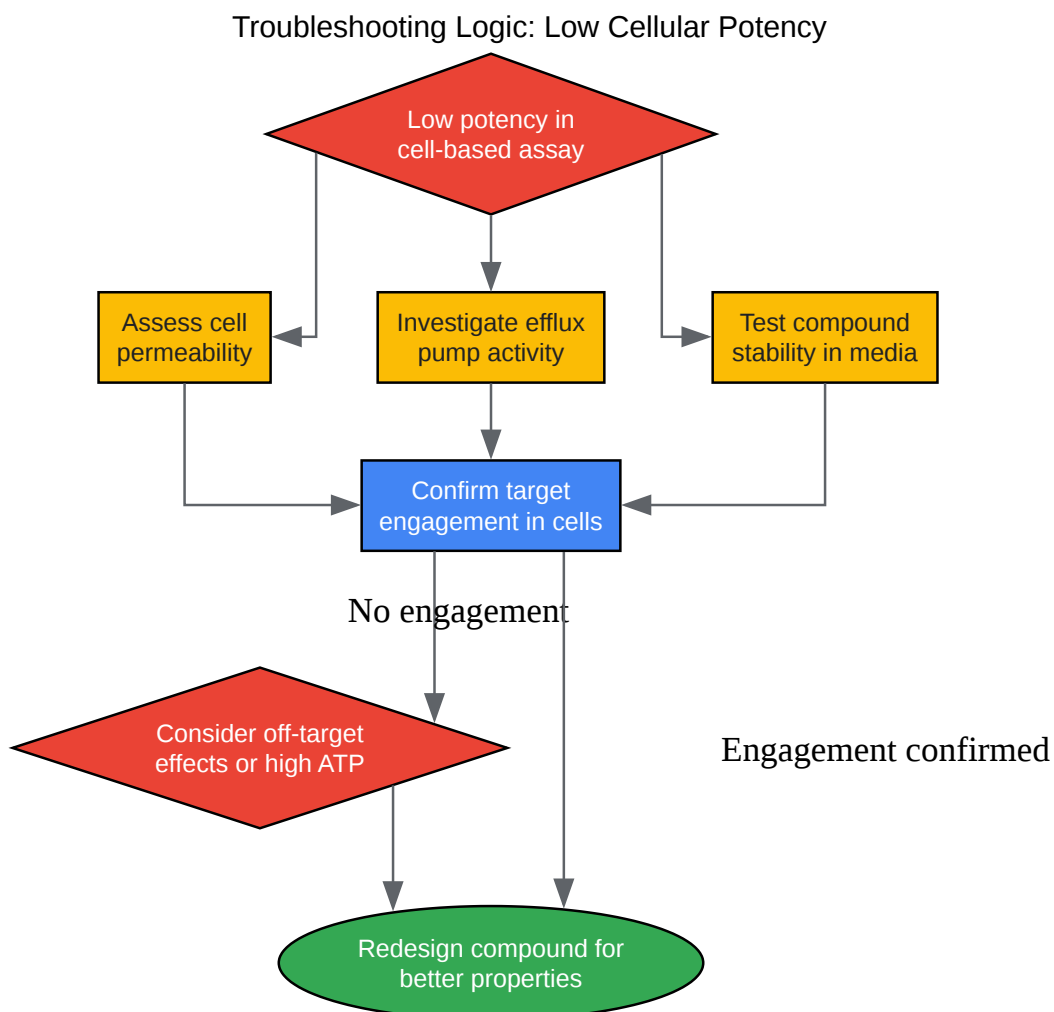 Troubleshooting Logic: Low Cellular Potency
Low potency in
cell-based assay
Assess cell
permeability
Investigate efflux
pump activity
Test compound
stability in media
Confirm target
engagement in cells
No engagement
Consider off-target
effects or high ATP
Engagement confirmed
Redesign compound for
better properties